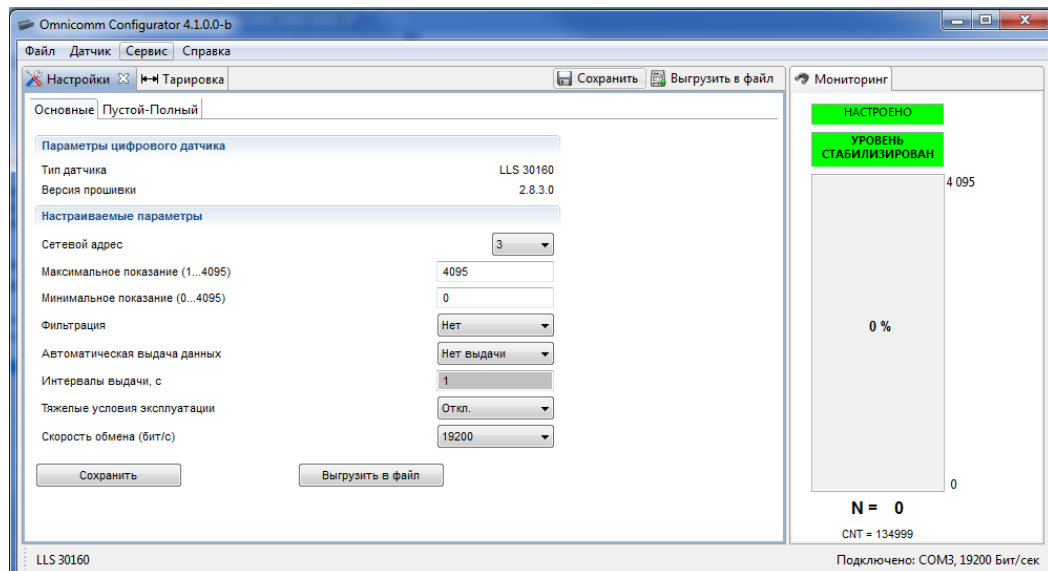 Omnicomm Configurator 4.1.0.0-b
Файл Датчик Сервис Справка
Настройки Тарировка Сохранить Выгрузить в файл
Основные Пустой-Полный
Параметры цифрового датчика
Тип датчика LLS 30160
Версия прошивки 2.8.3.0
Настраиваемые параметры
Сетевой адрес 3
Максимальное показание (1...4095) 4095
Минимальное показание (0...4095) 0
Фильтрация Нет
Автоматическая выдача данных Нет выдачи
Интервалы выдачи, с 1
Тяжелые условия эксплуатации Откл.
Скорость обмена (бит/с) 19200
Сохранить Выгрузить в файл
Мониторинг
НАСТРОЕНО
УРОВЕНЬ
СТАБИЛИЗИРОВАН
4 095
0 %
0
N = 0
CNT = 134999
LLS 30160 Подключено: COM3, 19200 Бит/сек